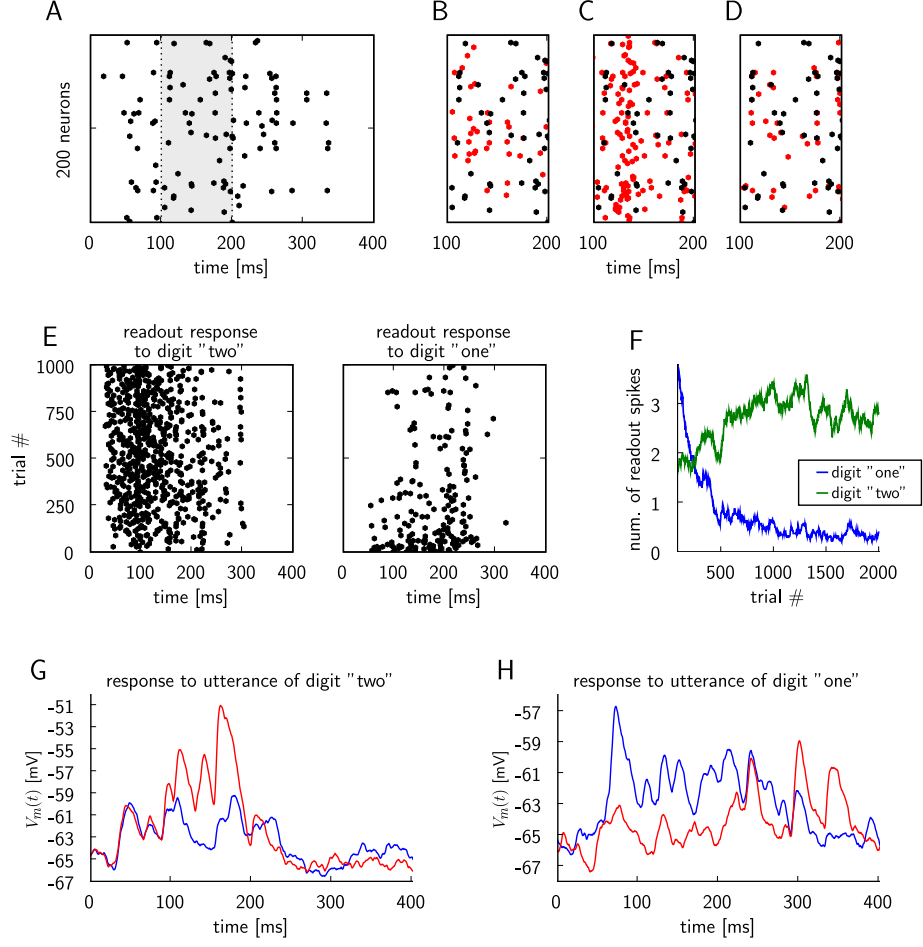 A
B
C
D
200 neurons
0 100 200 300 400
time [ms]
100 200
100 200
time [ms]
100 200
E
readout response
to digit "two"
readout response
to digit "one"
F
trial #
1000
750
500
250
0
0 100 200 300 400
time [ms]
0 100 200 300 400
time [ms]
num. of readout spikes
3
2
1
0
digit "one"
digit "two"
500 1000 1500 2000
trial #
G
response to utterance of digit "two"
Vm(t) [mV]
-51
-53
-55
-57
-59
-61
-63
-65
-67
0 100 200 300 400
time [ms]
H
response to utterance of digit "one"
Vm(t) [mV]
-57
-59
-61
-63
-65
-67
0 100 200 300 400
time [ms]